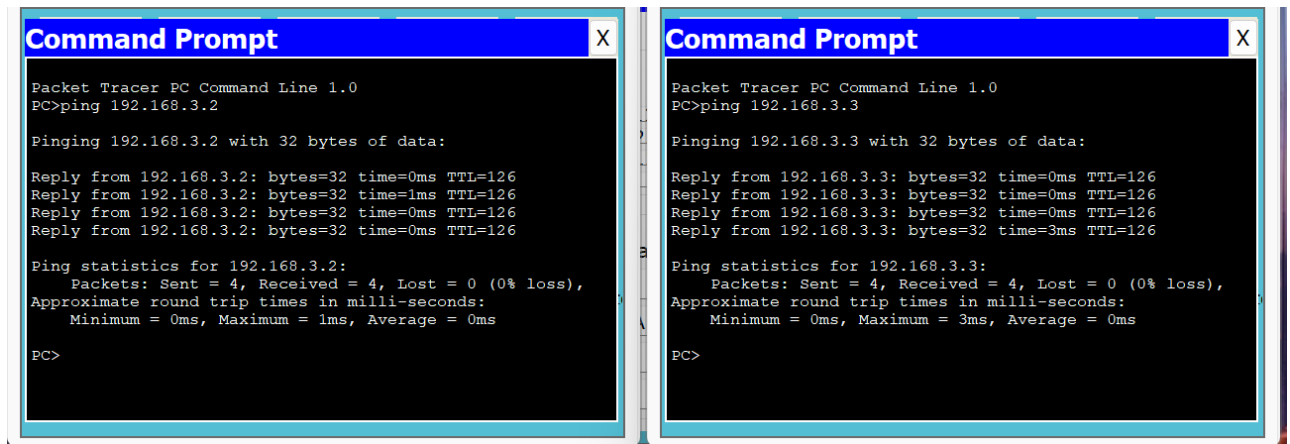 Command Prompt X
Packet Tracer PC Command Line 1.0
PC>ping 192.168.3.2
Pinging 192.168.3.2 with 32 bytes of data:
Reply from 192.168.3.2: bytes=32 time=0ms TTL=126
Reply from 192.168.3.2: bytes=32 time=1ms TTL=126
Reply from 192.168.3.2: bytes=32 time=0ms TTL=126
Reply from 192.168.3.2: bytes=32 time=0ms TTL=126
Ping statistics for 192.168.3.2:
Packets: Sent = 4, Received = 4, Lost = 0 (0% loss),
Approximate round trip times in milli-seconds:
Minimum = 0ms, Maximum = 1ms, Average = 0ms
PC>
Command Prompt X
Packet Tracer PC Command Line 1.0
PC>ping 192.168.3.3
Pinging 192.168.3.3 with 32 bytes of data:
Reply from 192.168.3.3: bytes=32 time=0ms TTL=126
Reply from 192.168.3.3: bytes=32 time=0ms TTL=126
Reply from 192.168.3.3: bytes=32 time=0ms TTL=126
Reply from 192.168.3.3: bytes=32 time=3ms TTL=126
Ping statistics for 192.168.3.3:
Packets: Sent = 4, Received = 4, Lost = 0 (0% loss),
Approximate round trip times in milli-seconds:
Minimum = 0ms, Maximum = 3ms, Average = 0ms
PC>